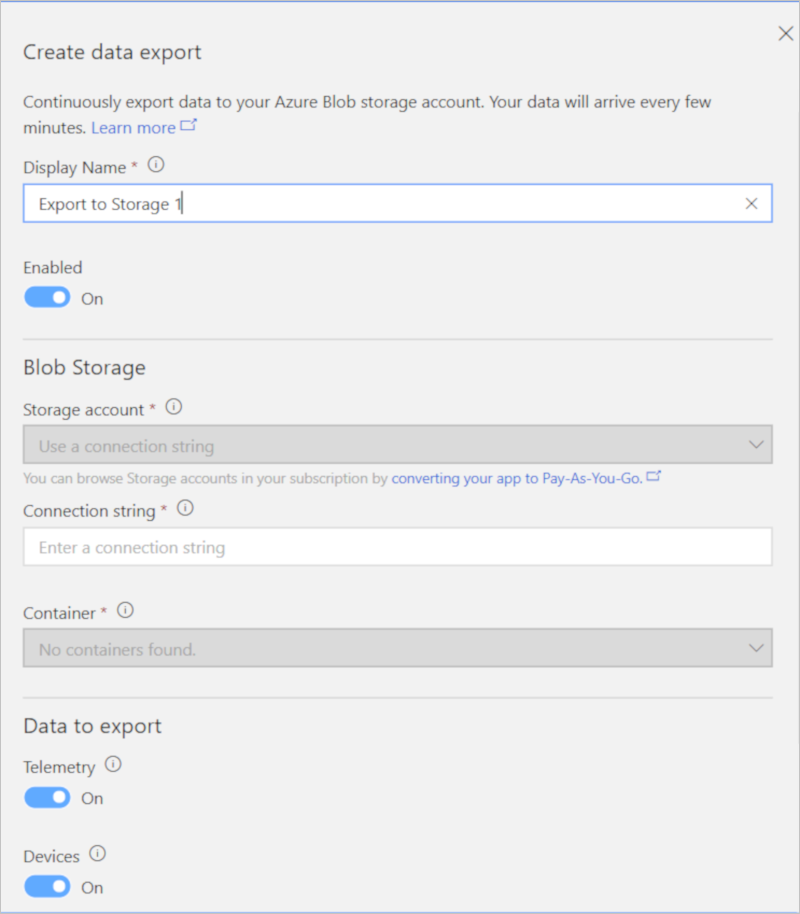 Create data export
Continuously export data to your Azure Blob storage account. Your data will arrive every few
minutes. Learn more
Display Name *
Export to Storage 1
Enabled
On
Blob Storage
Storage account *
Use a connection string
You can browse Storage accounts in your subscription by converting your app to Pay-As-You-Go.
Connection string *
Enter a connection string
Container *
No containers found.
Data to export
Telemetry
On
Devices
On